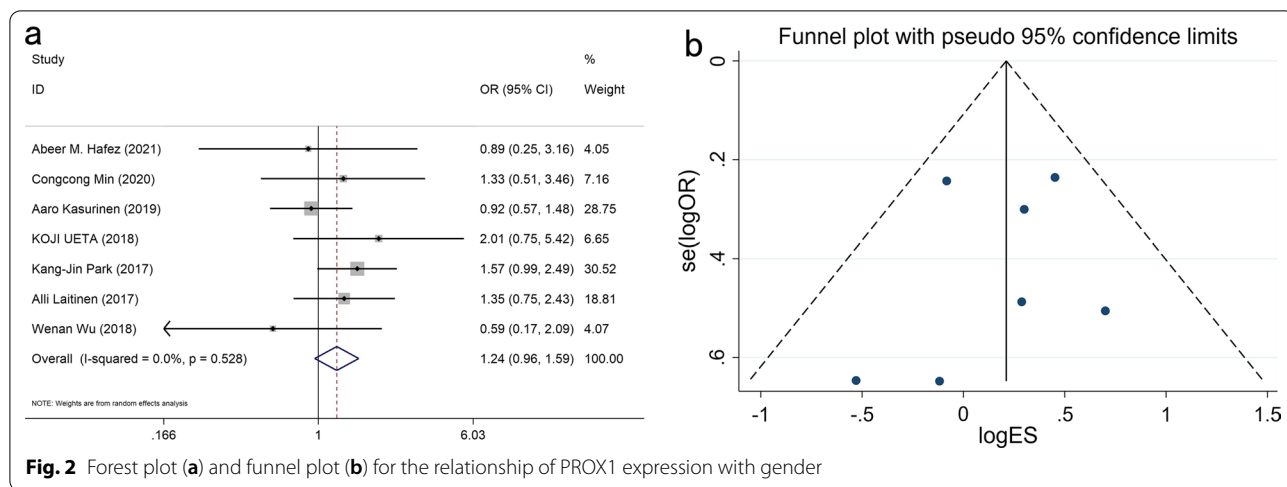 a
Study %
ID OR (95% CI) Weight
Abeer M. Hafez (2021) 0.89 (0.25, 3.16) 4.05
Congcong Min (2020) 1.33 (0.51, 3.46) 7.16
Aaro Kasurinen (2019) 0.92 (0.57, 1.48) 28.75
KOJI UETA (2018) 2.01 (0.75, 5.42) 6.65
Kang-Jin Park (2017) 1.57 (0.99, 2.49) 30.52
Alli Laitinen (2017) 1.35 (0.75, 2.43) 18.81
Wenan Wu (2018) 0.59 (0.17, 2.09) 4.07
Overall (I-squared = 0.0%, p = 0.528) 1.24 (0.96, 1.59) 100.00
NOTE: Weights are from random effects analysis
.166 1 6.03
b
Funnel plot with pseudo 95% confidence limits
se(logOR)
0
.2
.4
.6
-1 -.5 0 .5 1 1.5
logES
Fig. 2 Forest plot (a) and funnel plot (b) for the relationship of PROX1 expression with gender